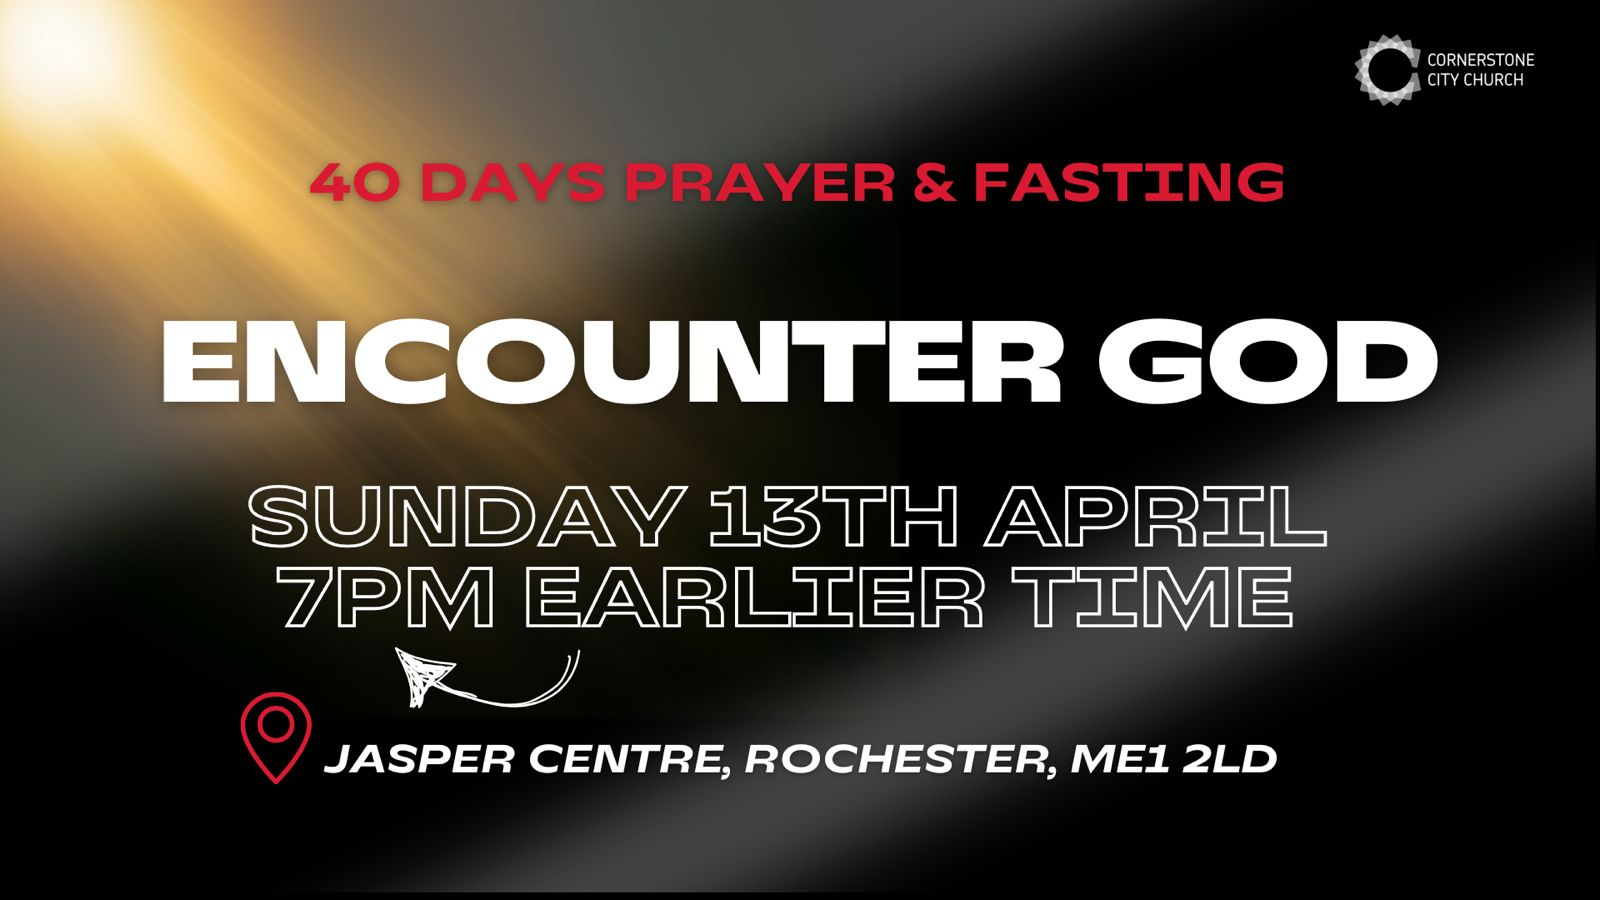 CORNERSTONE
CITY CHURCH
40 DAYS PRAYER & FASTING
ENCOUNTER GOD
SUNDAY 13TH APRIL
7PM EARLIER TIME
JASPER CENTRE, ROCHESTER, ME1 2LD